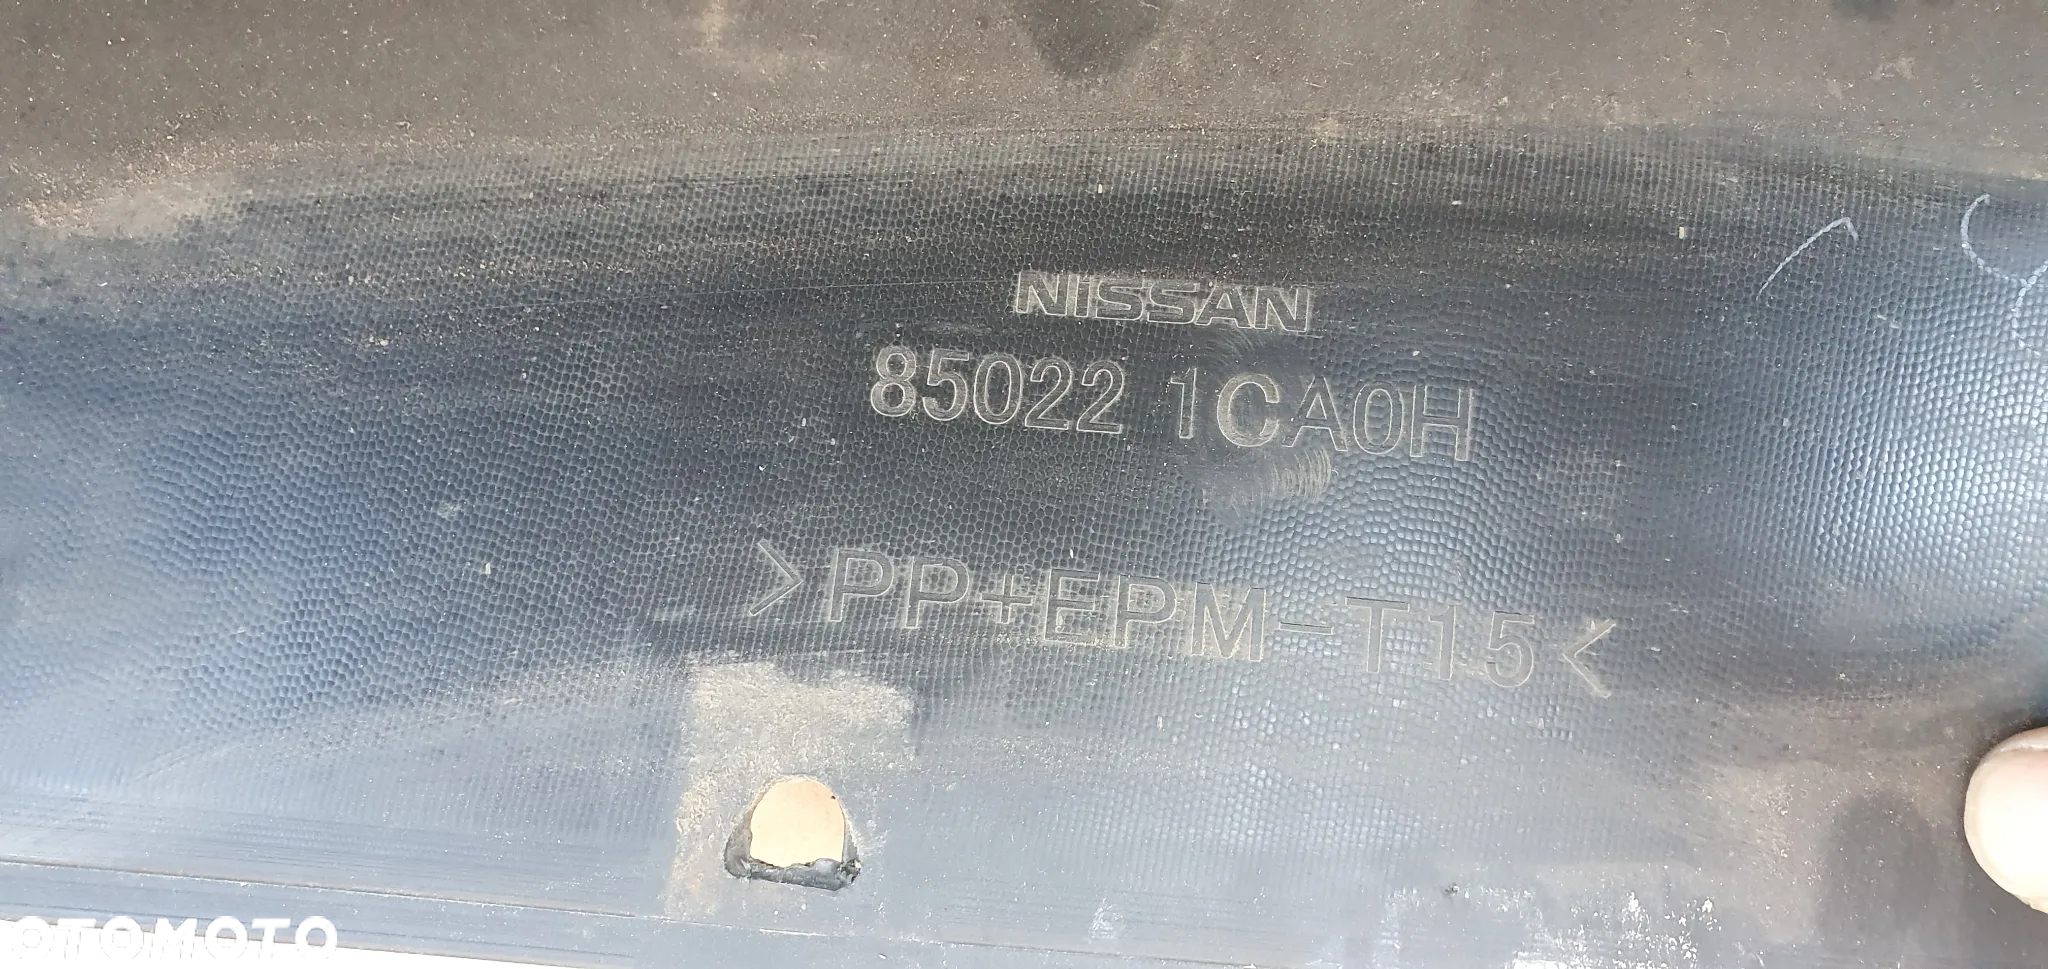 NISSAN
85022 1CA0H
>PP+EPM-T15<
OTOMOTO